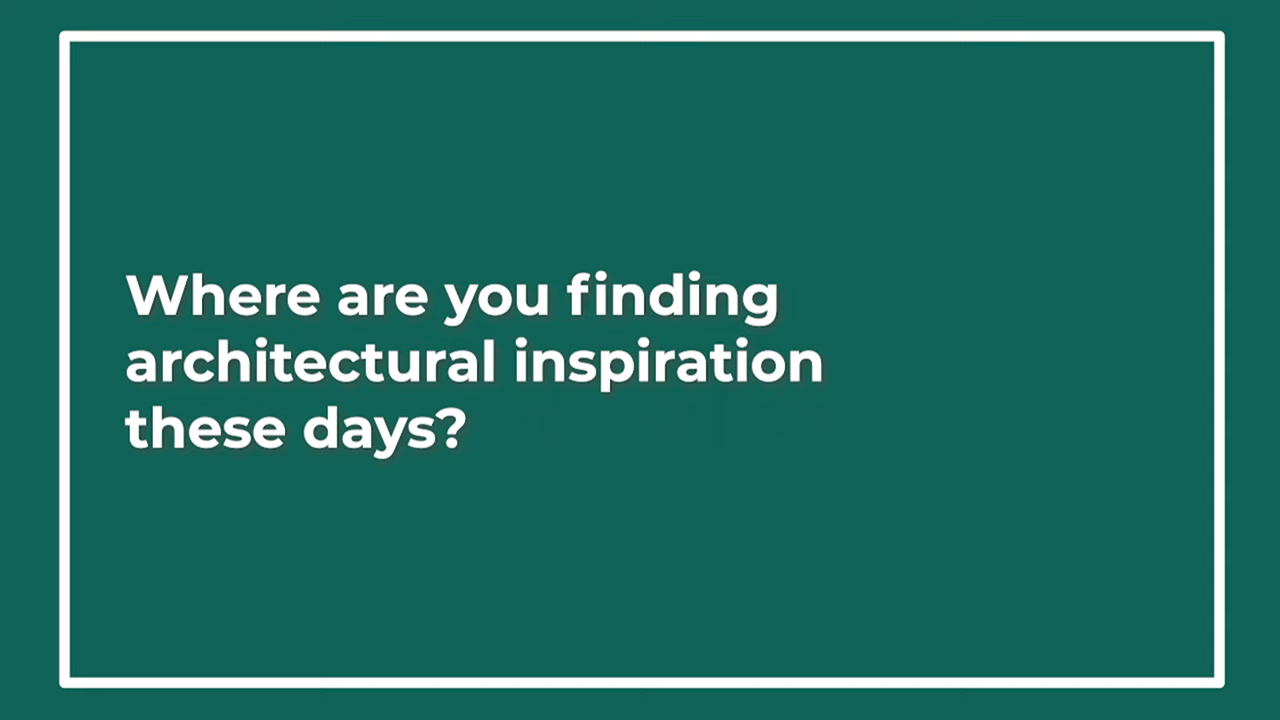 Where are you finding
architectural inspiration
these days?